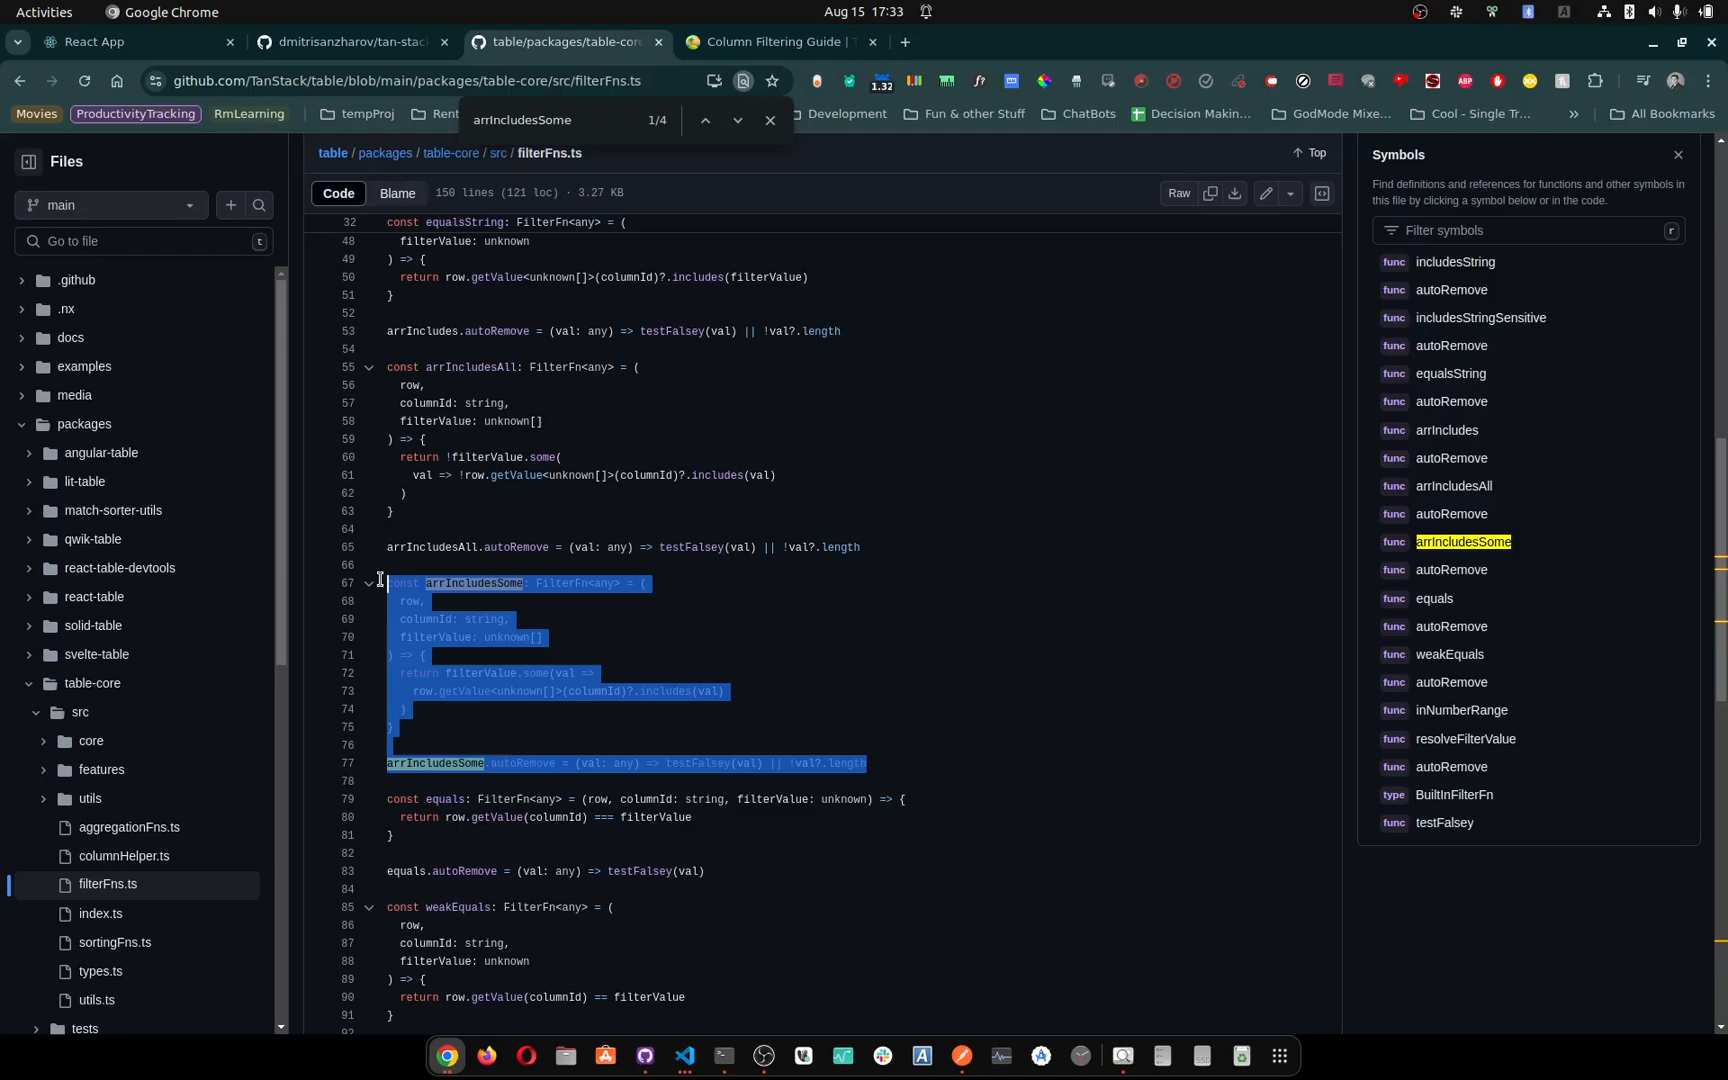 Activities Google Chrome Aug 15 17:33
React App dmitrisanzharov/tan-stac table/packages/table-core Column Filtering Guide | T
github.com/TanStack/table/blob/main/packages/table-core/src/filterFns.ts 1.32 ABP
Movies ProductivityTracking RmLearning tempProj Rent Development Fun & other Stuff ChatBots Decision Making... GodMode Mixe... Cool - Single Tr... » All Bookmarks
arrIncludesSome 1/4
Files
main
Go to file t
.github
.nx
docs
examples
media
packages
angular-table
lit-table
match-sorter-utils
qwik-table
react-table-devtools
react-table
solid-table
svelte-table
table-core
src
core
features
utils
aggregationFns.ts
columnHelper.ts
filterFns.ts
index.ts
sortingFns.ts
types.ts
utils.ts
tests
table / packages / table-core / src / filterFns.ts Top
Code Blame 150 lines (121 loc) · 3.27 KB Raw
32 const equalsString: FilterFn<any> = (
48 filterValue: unknown
49 ) => {
50 return row.getValue<unknown[]>(columnId)?.includes(filterValue)
51 }
52
53 arrIncludes.autoRemove = (val: any) => testFalsey(val) || !val?.length
54
55 const arrIncludesAll: FilterFn<any> = (
56 row,
57 columnId: string,
58 filterValue: unknown[]
59 ) => {
60 return !filterValue.some(
61 val => !row.getValue<unknown[]>(columnId)?.includes(val)
62 )
63 }
64
65 arrIncludesAll.autoRemove = (val: any) => testFalsey(val) || !val?.length
66
67 const arrIncludesSome: FilterFn<any> = (
68 row,
69 columnId: string,
70 filterValue: unknown[]
71 ) => {
72 return filterValue.some(val =>
73 row.getValue<unknown[]>(columnId)?.includes(val)
74 )
75 }
76
77 arrIncludesSome.autoRemove = (val: any) => testFalsey(val) || !val?.length
78
79 const equals: FilterFn<any> = (row, columnId: string, filterValue: unknown) => {
80 return row.getValue(columnId) === filterValue
81 }
82
83 equals.autoRemove = (val: any) => testFalsey(val)
84
85 const weakEquals: FilterFn<any> = (
86 row,
87 columnId: string,
88 filterValue: unknown
89 ) => {
90 return row.getValue(columnId) == filterValue
91 }
92
Symbols
Find definitions and references for functions and other symbols in
this file by clicking a symbol below or in the code.
Filter symbols r
func includesString
func autoRemove
func includesStringSensitive
func autoRemove
func equalsString
func autoRemove
func arrIncludes
func autoRemove
func arrIncludesAll
func autoRemove
func arrIncludesSome
func autoRemove
func equals
func autoRemove
func weakEquals
func autoRemove
func inNumberRange
func resolveFilterValue
func autoRemove
type BuiltInFilterFn
func testFalsey